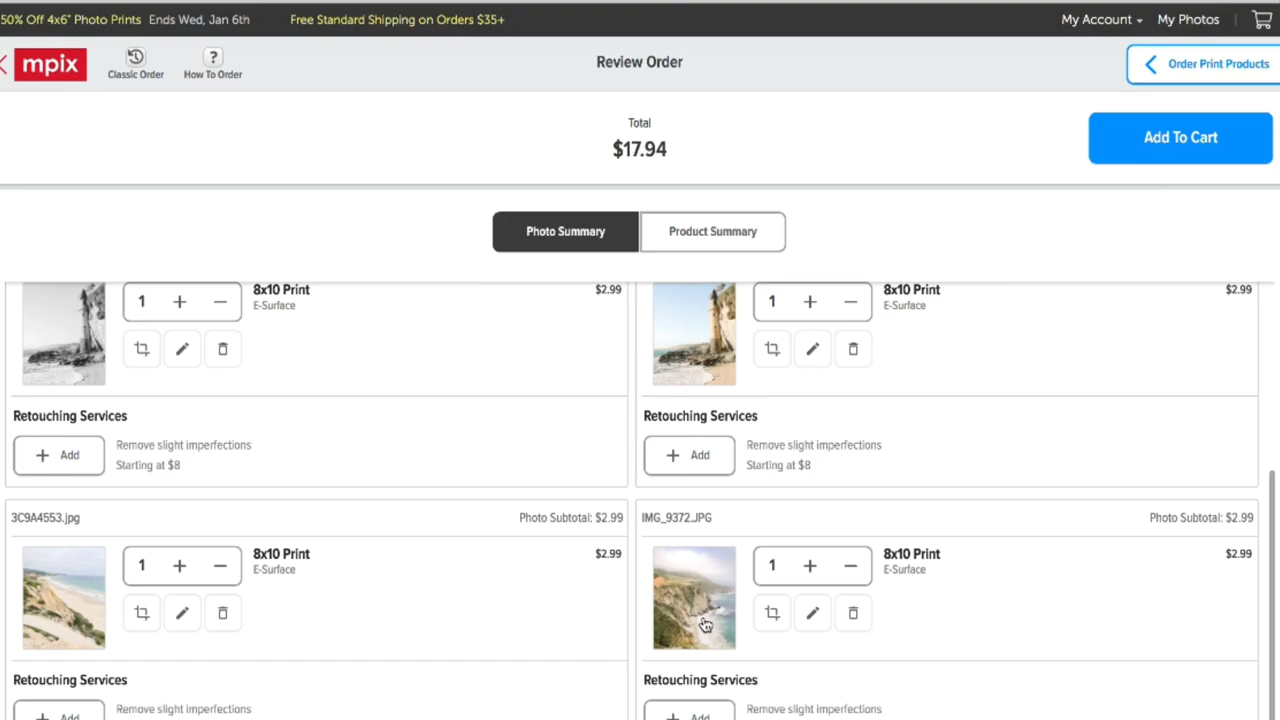 50% Off 4x6" Photo Prints Ends Wed, Jan 6th Free Standard Shipping on Orders $35+ My Account My Photos
mpix Classic Order ? How To Order Review Order Order Print Products
Total
$17.94
Add To Cart
Photo Summary Product Summary
1 + − 8x10 Print $2.99
E-Surface
1 + − 8x10 Print $2.99
E-Surface
Retouching Services
+ Add Remove slight imperfections
Starting at $8
Retouching Services
+ Add Remove slight imperfections
Starting at $8
3C9A4553.jpg Photo Subtotal: $2.99
1 + − 8x10 Print $2.99
E-Surface
Retouching Services
+ Add Remove slight imperfections
IMG_9372.JPG Photo Subtotal: $2.99
1 + − 8x10 Print $2.99
E-Surface
Retouching Services
+ Add Remove slight imperfections